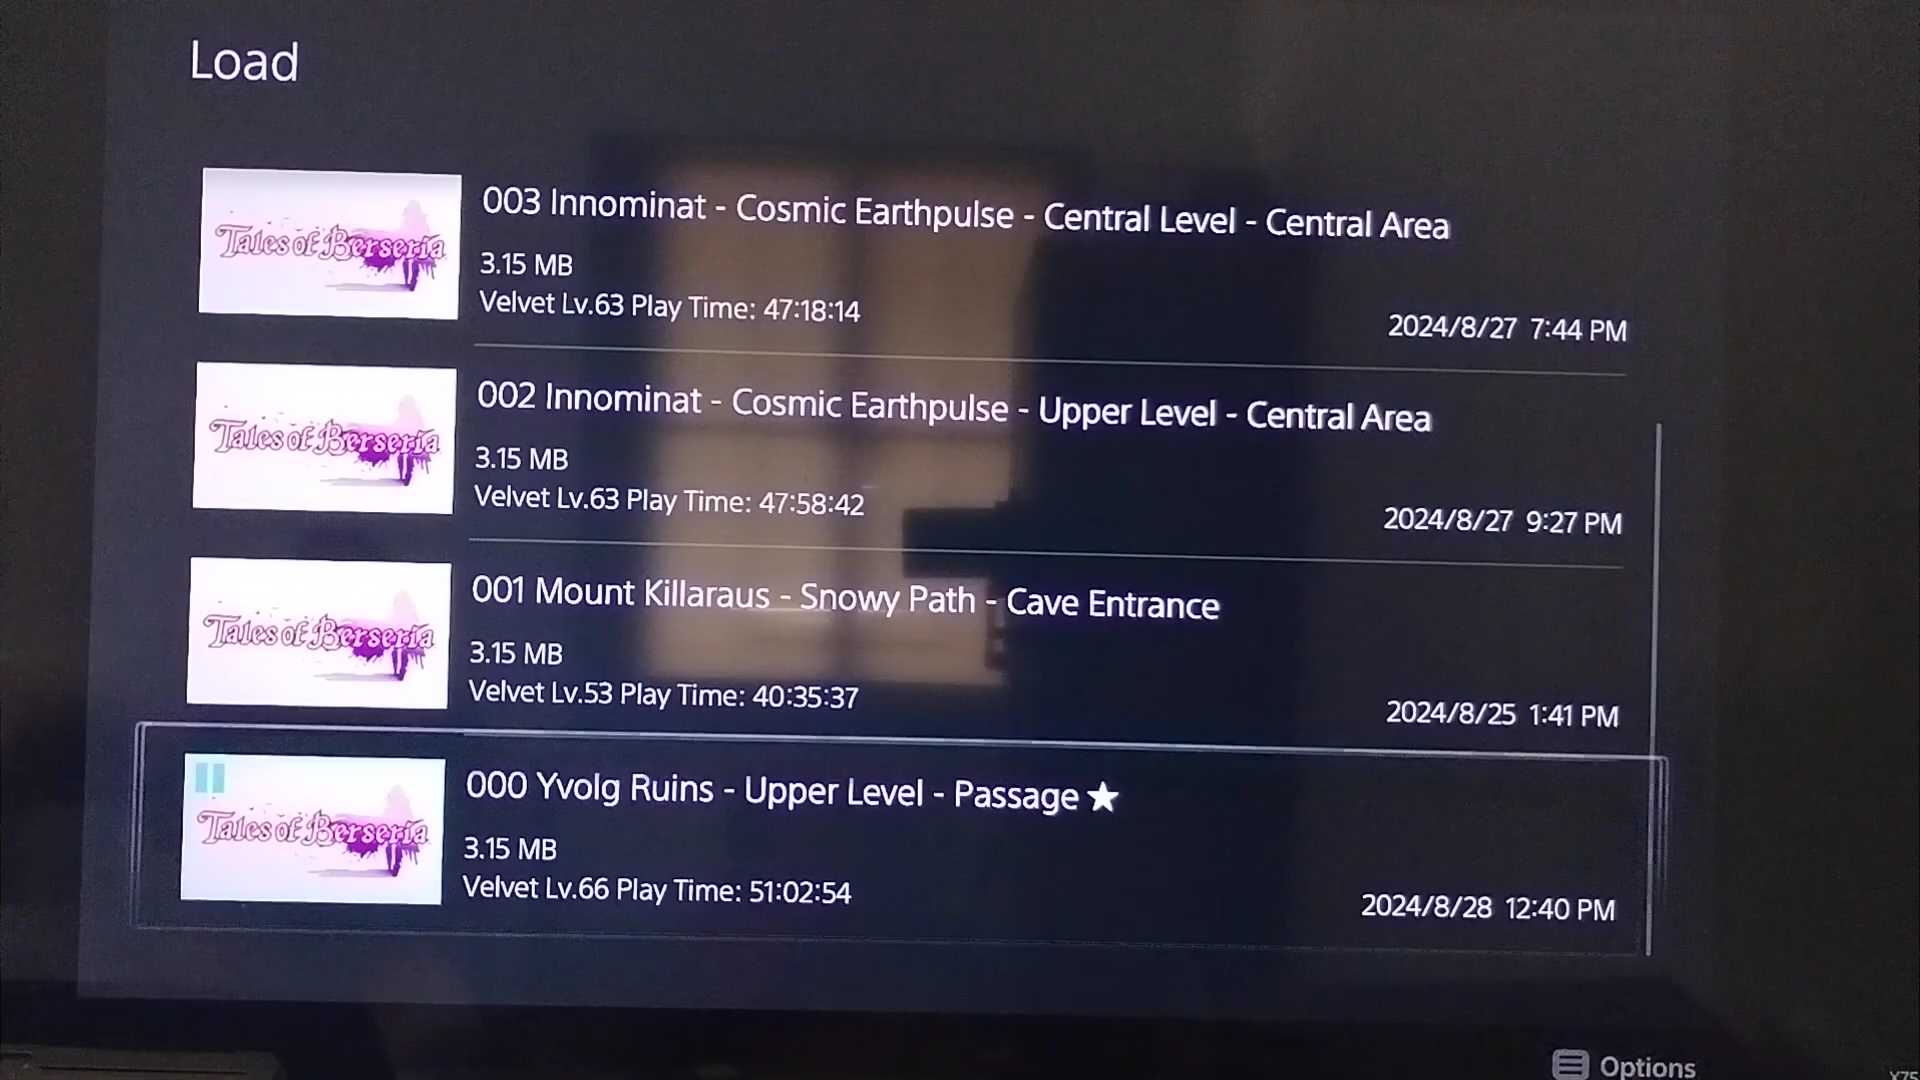 Load
Tales of Berseria
003 Innominat - Cosmic Earthpulse - Central Level - Central Area
3.15 MB
Velvet Lv.63 Play Time: 47:18:14
2024/8/27 7:44 PM
Tales of Berseria
002 Innominat - Cosmic Earthpulse - Upper Level - Central Area
3.15 MB
Velvet Lv.63 Play Time: 47:58:42
2024/8/27 9:27 PM
Tales of Berseria
001 Mount Killaraus - Snowy Path - Cave Entrance
3.15 MB
Velvet Lv.53 Play Time: 40:35:37
2024/8/25 1:41 PM
Tales of Berseria
000 Yvolg Ruins - Upper Level - Passage ★
3.15 MB
Velvet Lv.66 Play Time: 51:02:54
2024/8/28 12:40 PM
Options